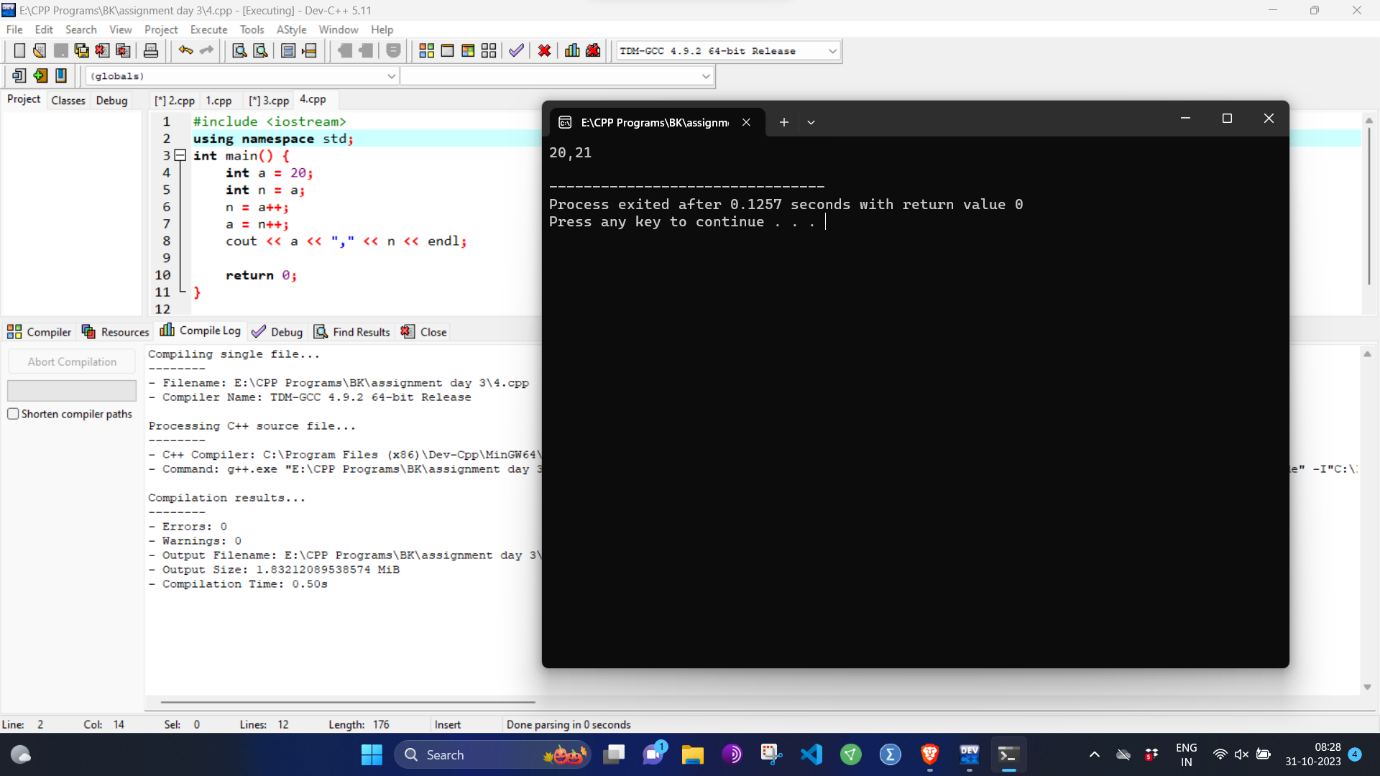 E:\CPP Programs\BK\assignment day 3\4.cpp - [Executing] - Dev-C++ 5.11
File Edit Search View Project Execute Tools AStyle Window Help
TDM-GCC 4.9.2 64-bit Release
(globals)
Project Classes Debug
[*] 2.cpp 1.cpp [*] 3.cpp 4.cpp
1 #include <iostream>
2 using namespace std;
3 int main() {
4 int a = 20;
5 int n = a;
6 n = a++;
7 a = n++;
8 cout << a << "," << n << endl;
9
10 return 0;
11 }
12
E:\CPP Programs\BK\assignm
20,21
--------------------------------
Process exited after 0.1257 seconds with return value 0
Press any key to continue . . .
Compiler Resources Compile Log Debug Find Results Close
Abort Compilation
Shorten compiler paths
Compiling single file...
--------
- Filename: E:\CPP Programs\BK\assignment day 3\4.cpp
- Compiler Name: TDM-GCC 4.9.2 64-bit Release
Processing C++ source file...
--------
- C++ Compiler: C:\Program Files (x86)\Dev-Cpp\MinGW64\
- Command: g++.exe "E:\CPP Programs\BK\assignment day 3 e" -I"C:\
Compilation results...
--------
- Errors: 0
- Warnings: 0
- Output Filename: E:\CPP Programs\BK\assignment day 3\
- Output Size: 1.83212089538574 MiB
- Compilation Time: 0.50s
Line: 2 Col: 14 Sel: 0 Lines: 12 Length: 176 Insert Done parsing in 0 seconds
Search
1
DEV
ENG
IN
08:28
31-10-2023
4